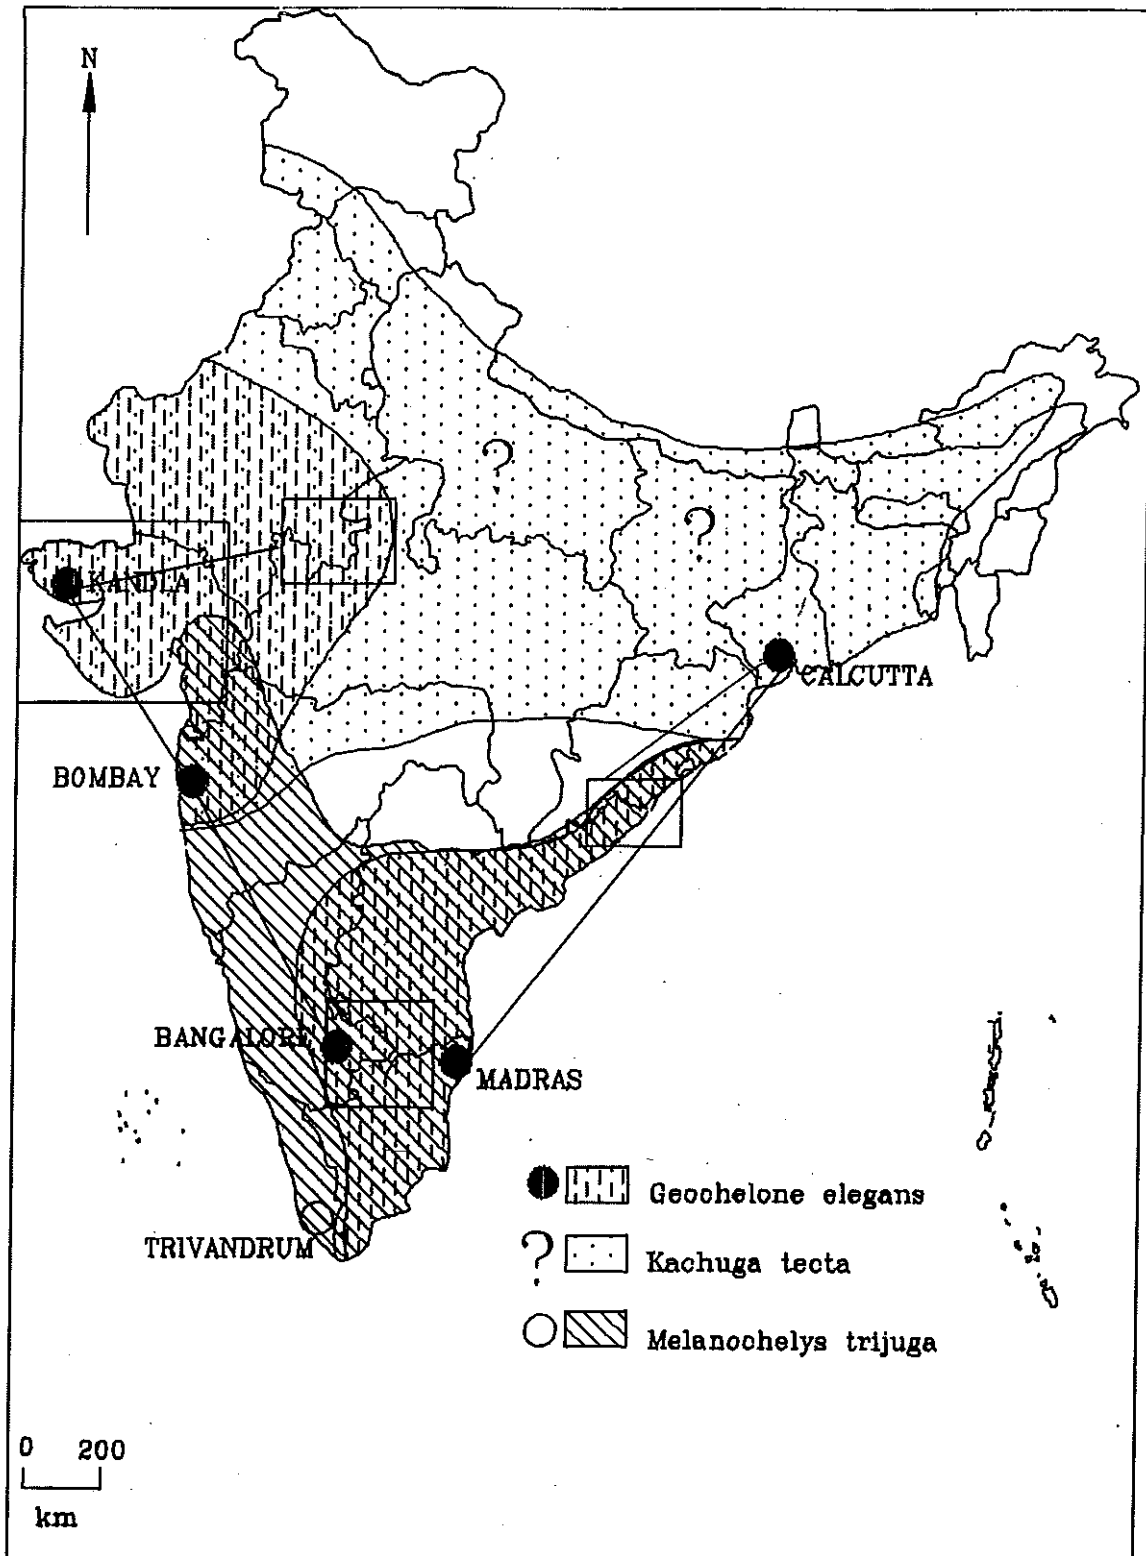 N
?
?
KANDLA
CALCUTTA
BOMBAY
BANGALORE
MADRAS
Geochelone elegans
TRIVANDRUM
? Kachuga tecta
Melanochelys trijuga
0 200
km